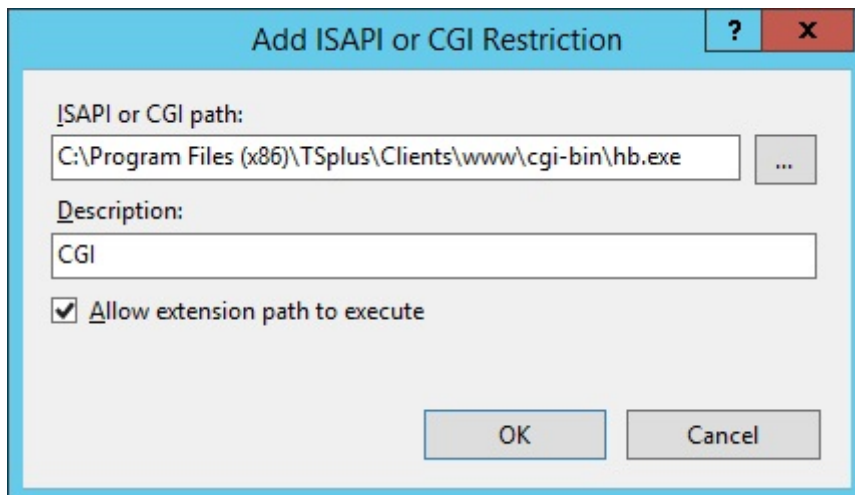 Add ISAPI or CGI Restriction
?
x
ISAPI or CGI path:
C:\Program Files (x86)\TSplus\Clients\www\cgi-bin\hb.exe
...
Description:
CGI
Allow extension path to execute
OK
Cancel